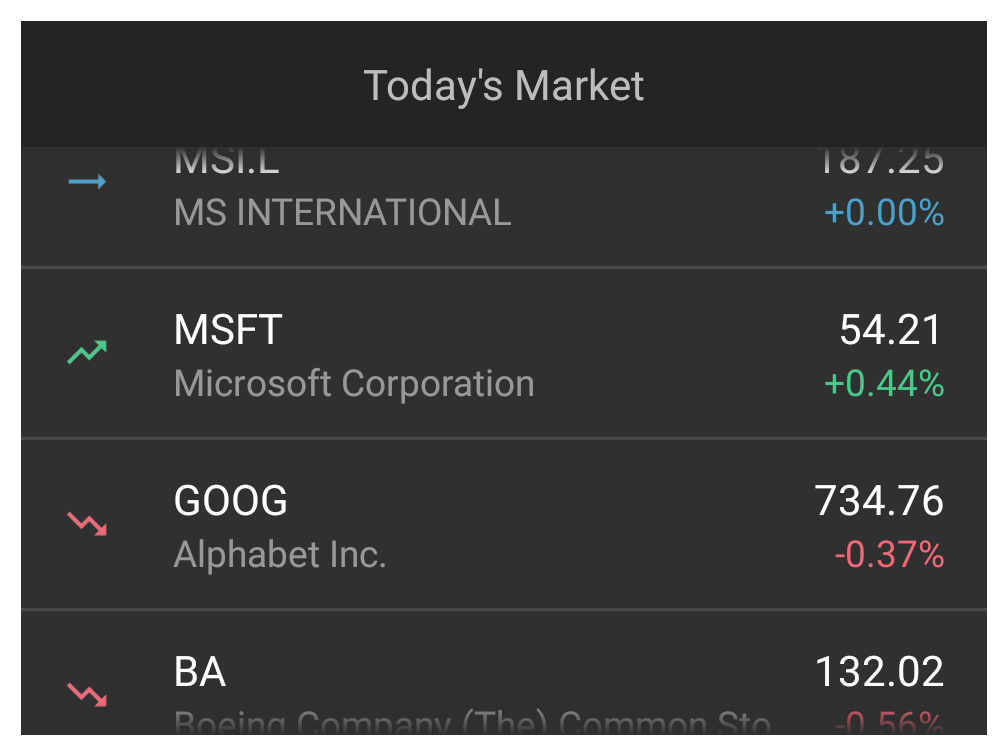 Today's Market
MSI.L 187.25
MS INTERNATIONAL +0.00%
MSFT 54.21
Microsoft Corporation +0.44%
GOOG 734.76
Alphabet Inc. -0.37%
BA 132.02
Boeing Company (The) Common Sto -0.56%